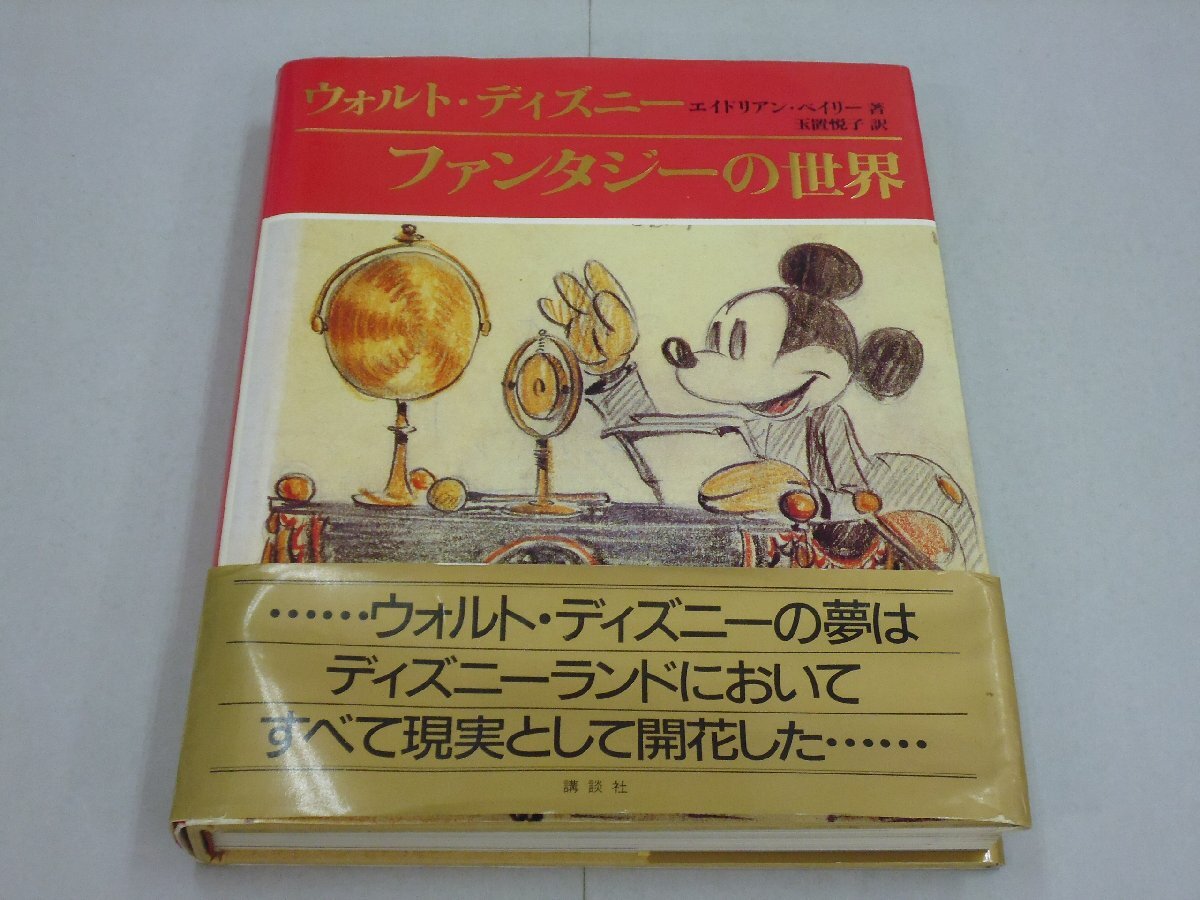 ウォルト・ディズニー
エイドリアン・ベイリー 著
玉置悦子 訳
ファンタジーの世界
……ウォルト・ディズニーの夢は
ディズニーランドにおいて
すべて現実として開花した……
講談社